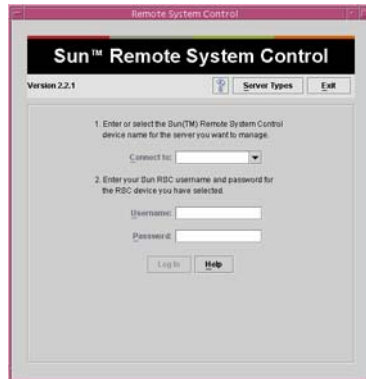 Remote System Control
Sun™ Remote System Control
Version 2.2.1
Server Types
Exit
1. Enter or select the Sun(TM) Remote System Control
device name for the server you want to manage.
Connect to:
2. Enter your Sun RSC username and password for
the RSC device you have selected.
Username:
Password:
Log In
Help